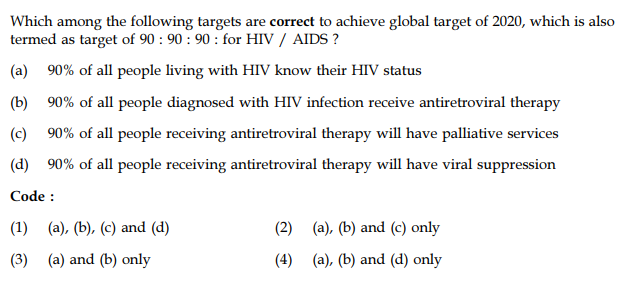 Which among the following targets are correct to achieve global target of 2020, which is also
termed as target of 90 : 90 : 90 : for HIV / AIDS ?
(a) 90% of all people living with HIV know their HIV status
(b) 90% of all people diagnosed with HIV infection receive antiretroviral therapy
(c) 90% of all people receiving antiretroviral therapy will have palliative services
(d) 90% of all people receiving antiretroviral therapy will have viral suppression
Code :
(1) (a), (b), (c) and (d) (2) (a), (b) and (c) only
(3) (a) and (b) only (4) (a), (b) and (d) only